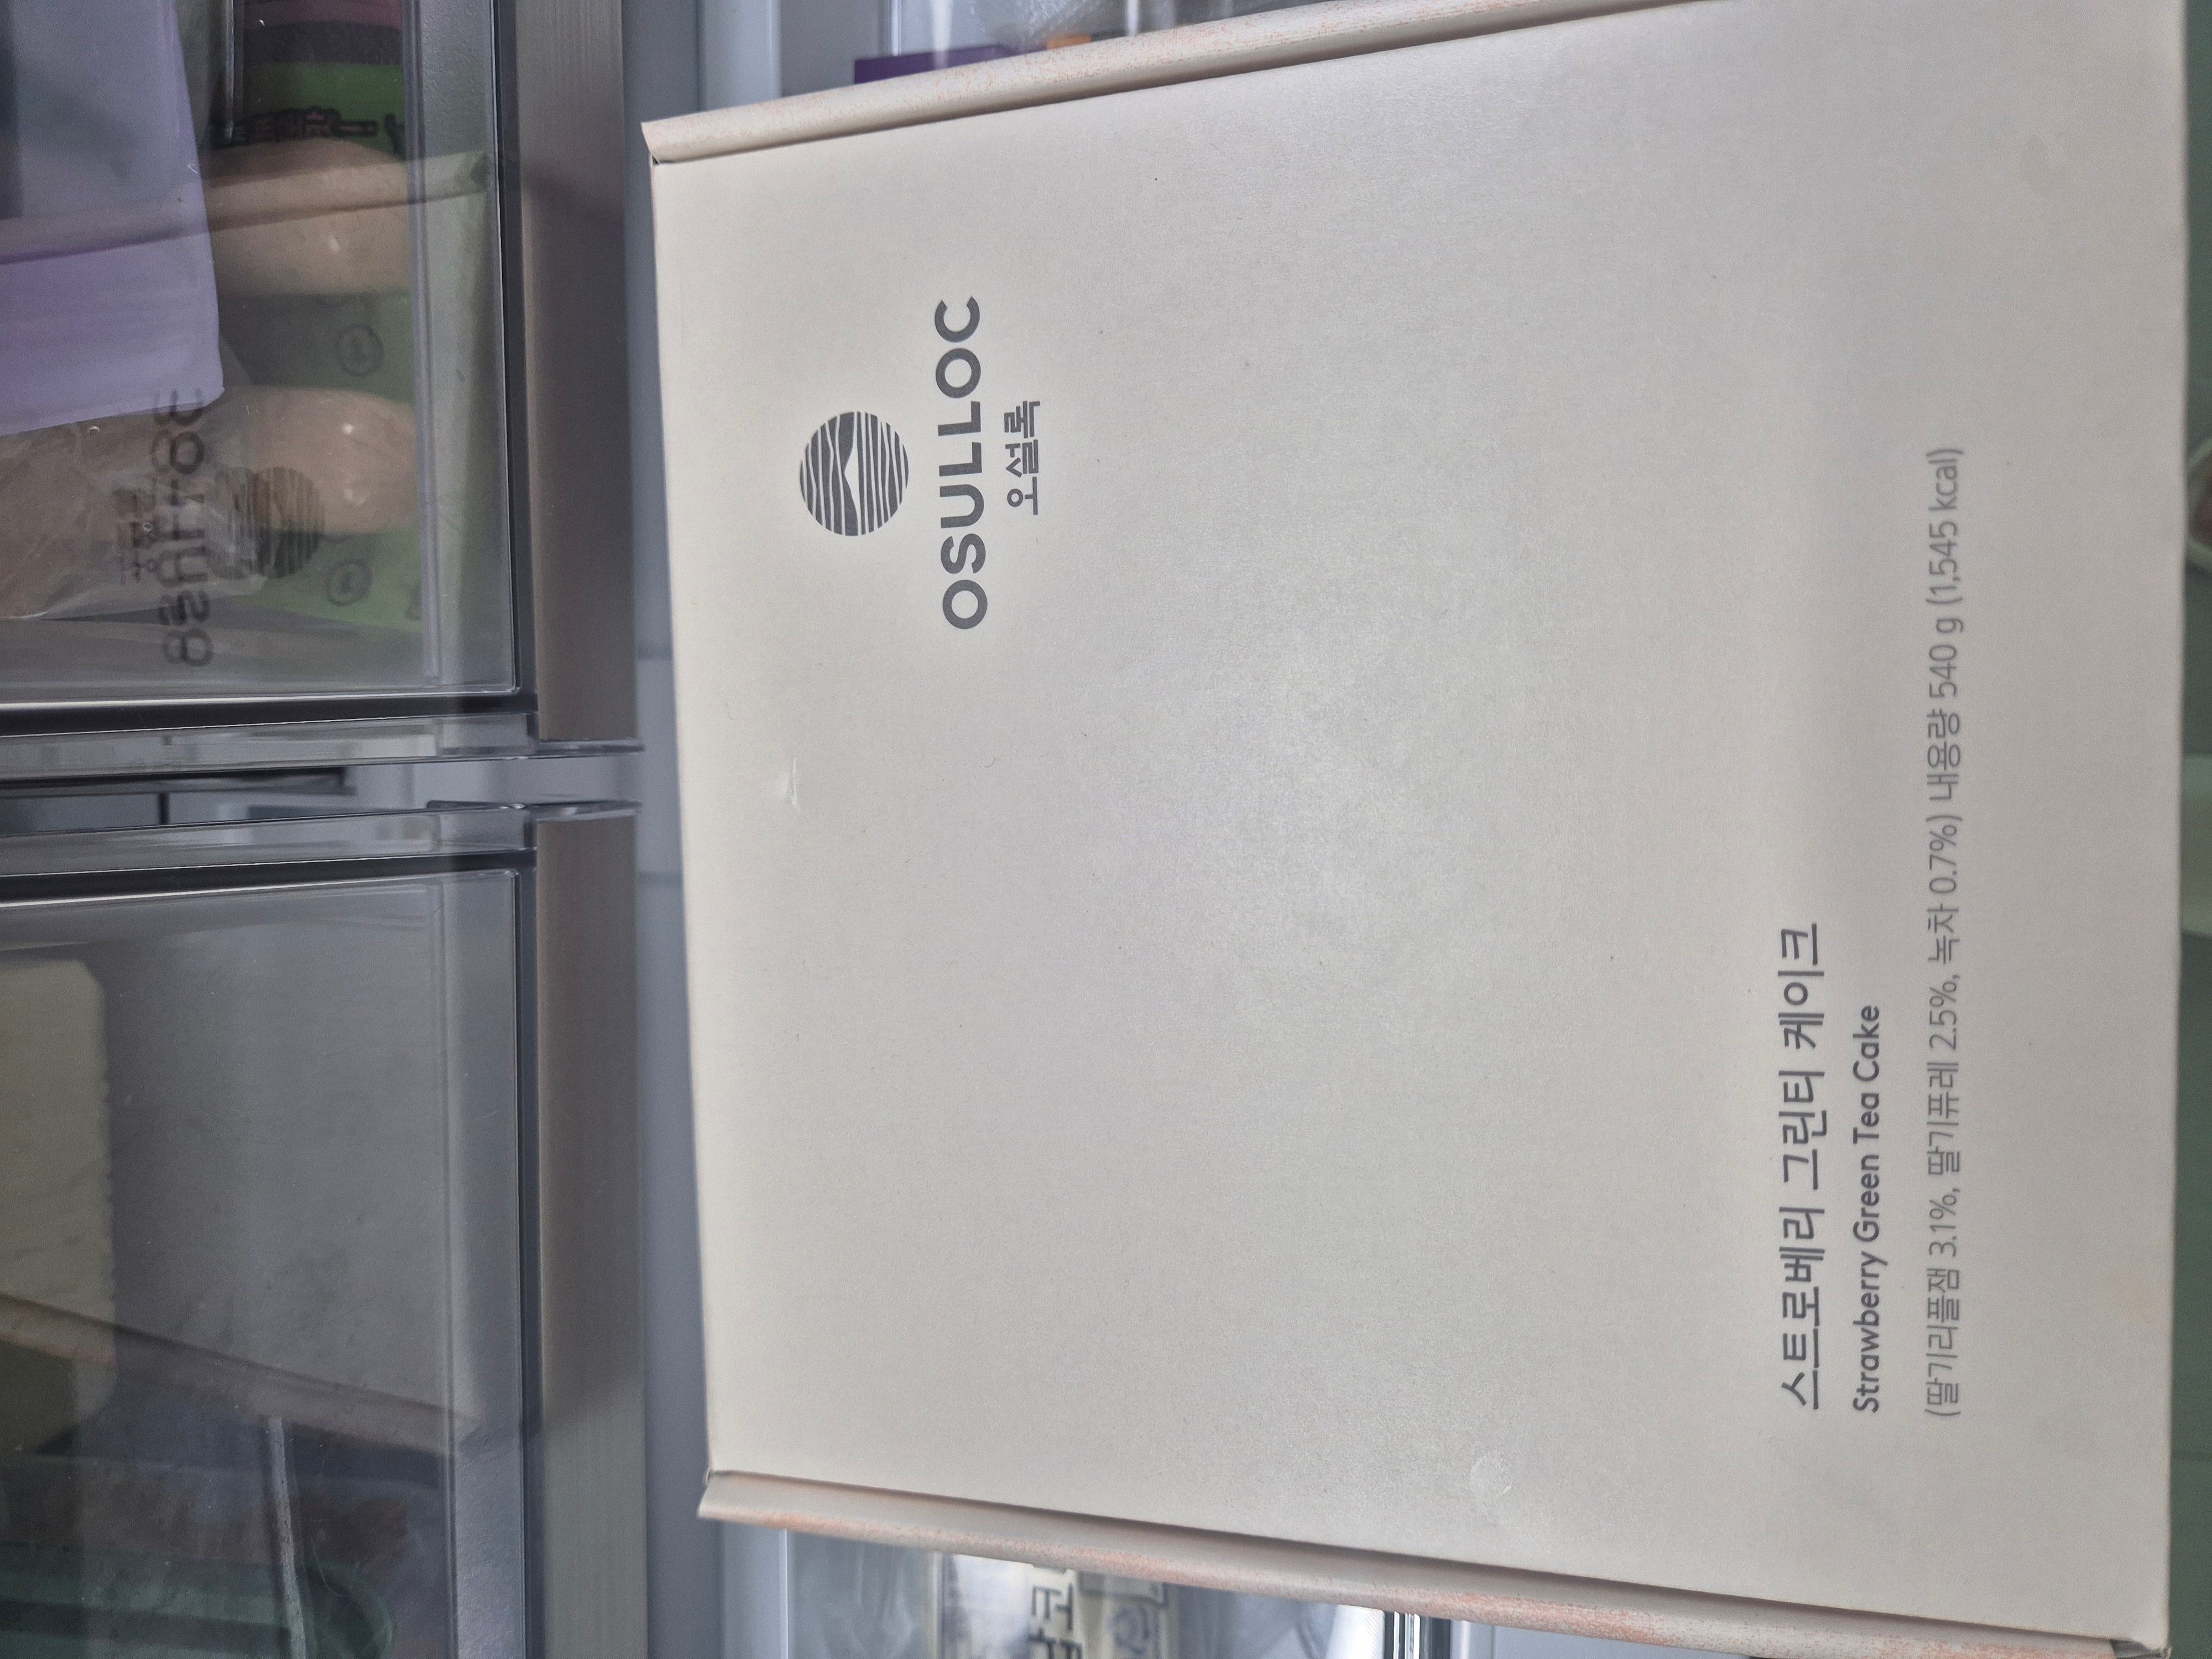 OSULLOC
오설록
스트로베리 그린티 케이크
Strawberry Green Tea Cake
(딸기리플잼 3.1%, 딸기퓨레 2.5%, 녹차 0.7%) 내용량 540 g (1,545 kcal)